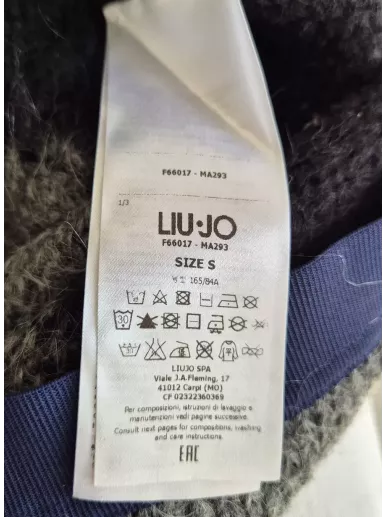 F66017 - MA293
1/3
LIU·JO
F66017 - MA293
SIZE S
165/84A
30
LIUJO SPA
Viale J.A.Fleming, 17
41012 Carpi (MO)
CF 02322360369
Per composizioni, istruzioni di lavaggio e
manutenzioni vedi pagine successive.
Consult next pages for compositions, washing
and care instructions.
EAC